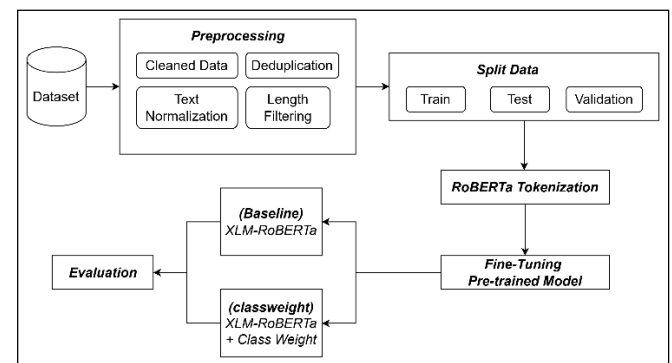 Dataset
Preprocessing
Cleaned Data
Deduplication
Text
Normalization
Length
Filtering
Split Data
Train
Test
Validation
RoBERTa Tokenization
Fine-Tuning
Pre-trained Model
(Baseline)
XLM-RoBERTa
(classweight)
XLM-RoBERTa
+ Class Weight
Evaluation